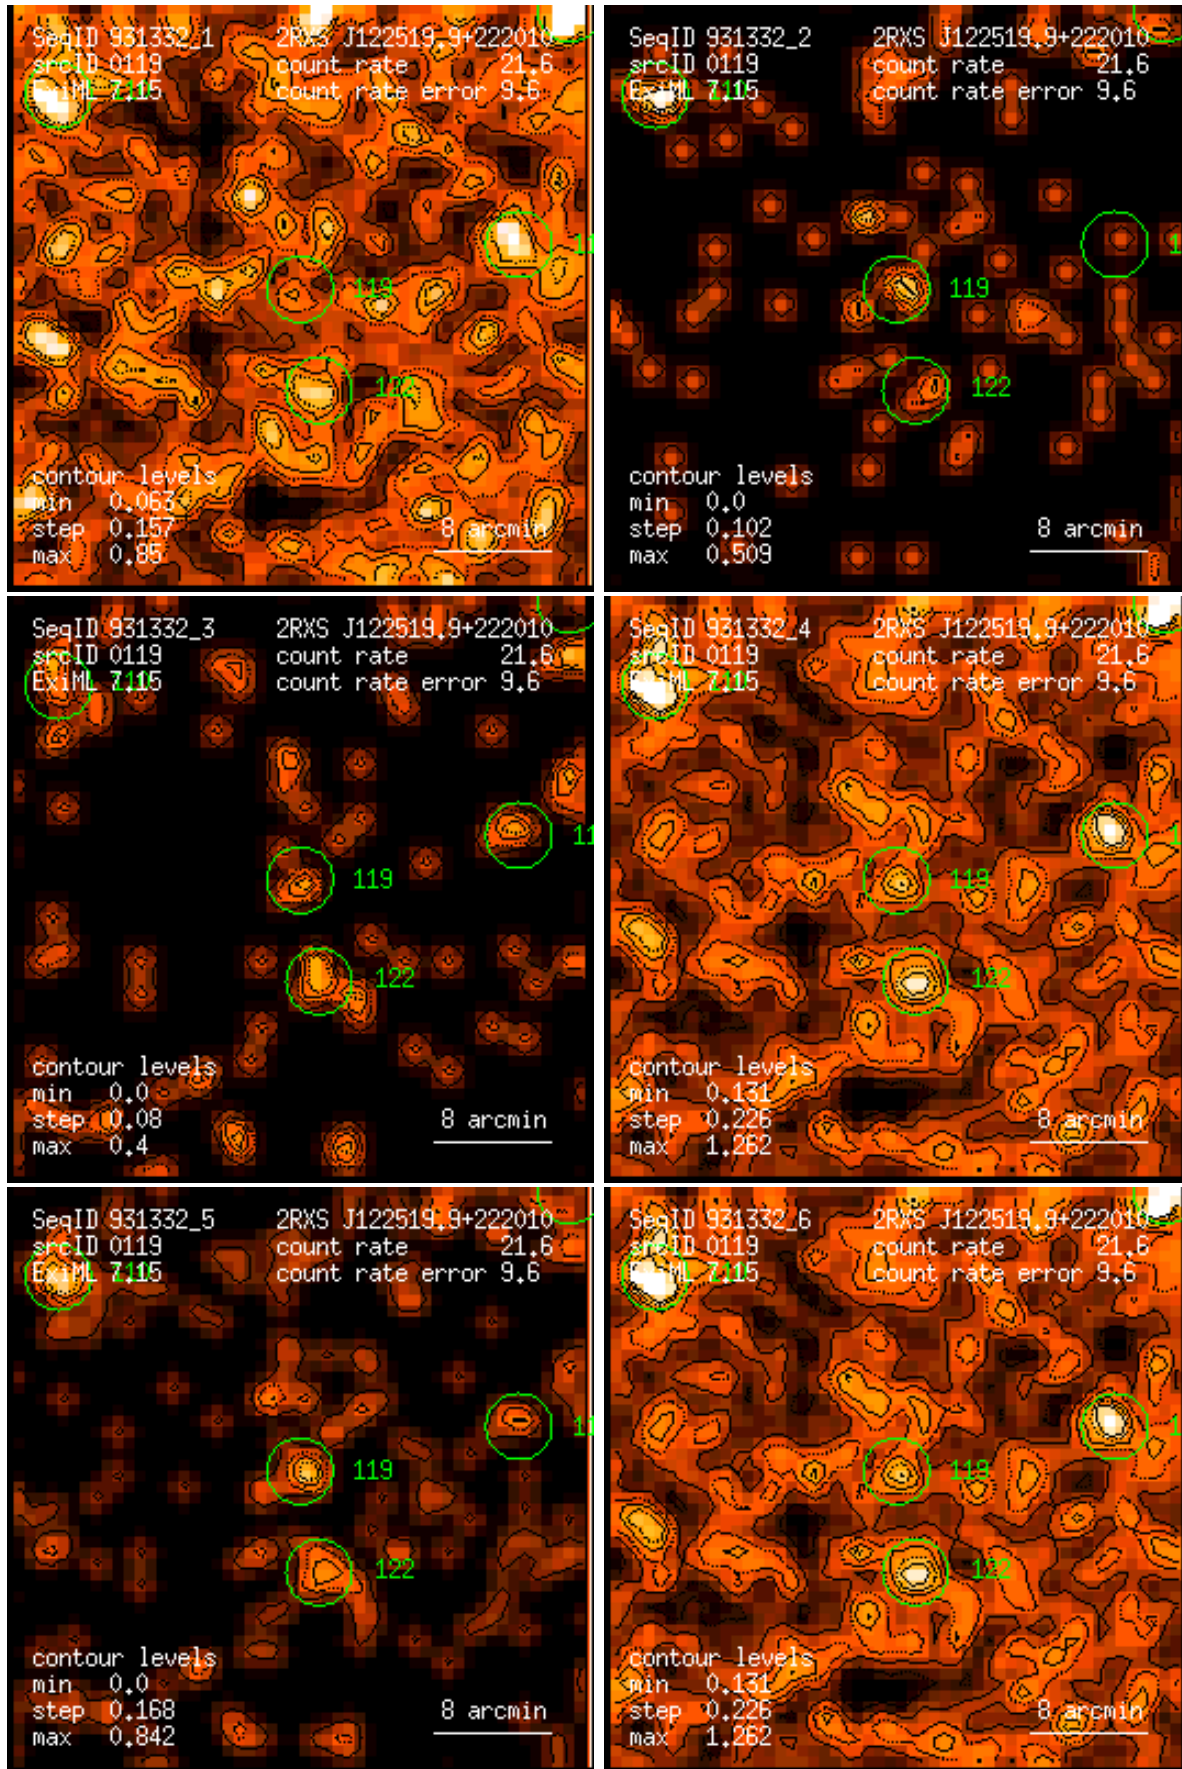 SeqID 931332_1 2RXS J122519.9+222010
srcID 0119 count rate 21.6
ExiML 7.15 count rate error 9.6
119
122
contour levels
min 0.063
step 0.157
max 0.85
8 arcmin
SeqID 931332_2 2RXS J122519.9+222010
srcID 0119 count rate 21.6
ExiML 7.15 count rate error 9.6
119
122
contour levels
min 0.0
step 0.102
max 0.509
8 arcmin
SeqID 931332_3 2RXS J122519.9+222010
srcID 0119 count rate 21.6
ExiML 7.15 count rate error 9.6
11
119
122
contour levels
min 0.0
step 0.08
max 0.4
8 arcmin
SeqID 931332_4 2RXS J122519.9+222010
srcID 0119 count rate 21.6
ExiML 7.15 count rate error 9.6
1
119
122
contour levels
min 0.131
step 0.226
max 1.262
8 arcmin
SeqID 931332_5 2RXS J122519.9+222010
srcID 0119 count rate 21.6
ExiML 7.15 count rate error 9.6
11
119
122
contour levels
min 0.0
step 0.168
max 0.842
8 arcmin
SeqID 931332_6 2RXS J122519.9+222010
srcID 0119 count rate 21.6
ExiML 7.15 count rate error 9.6
1
119
122
contour levels
min 0.131
step 0.226
max 1.262
8 arcmin